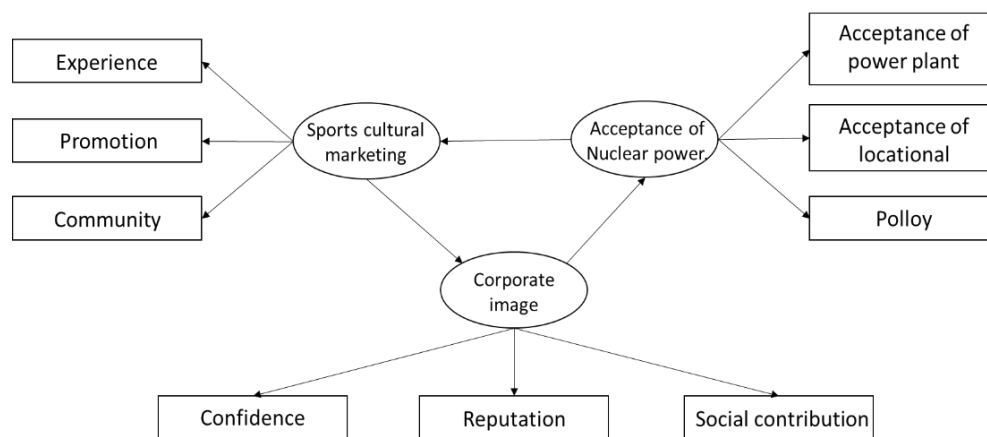 Experience
Promotion
Community
Sports cultural
marketing
Acceptance of
Nuclear power.
Acceptance of
power plant
Acceptance of
locational
Polloy
Corporate
image
Confidence
Reputation
Social contribution